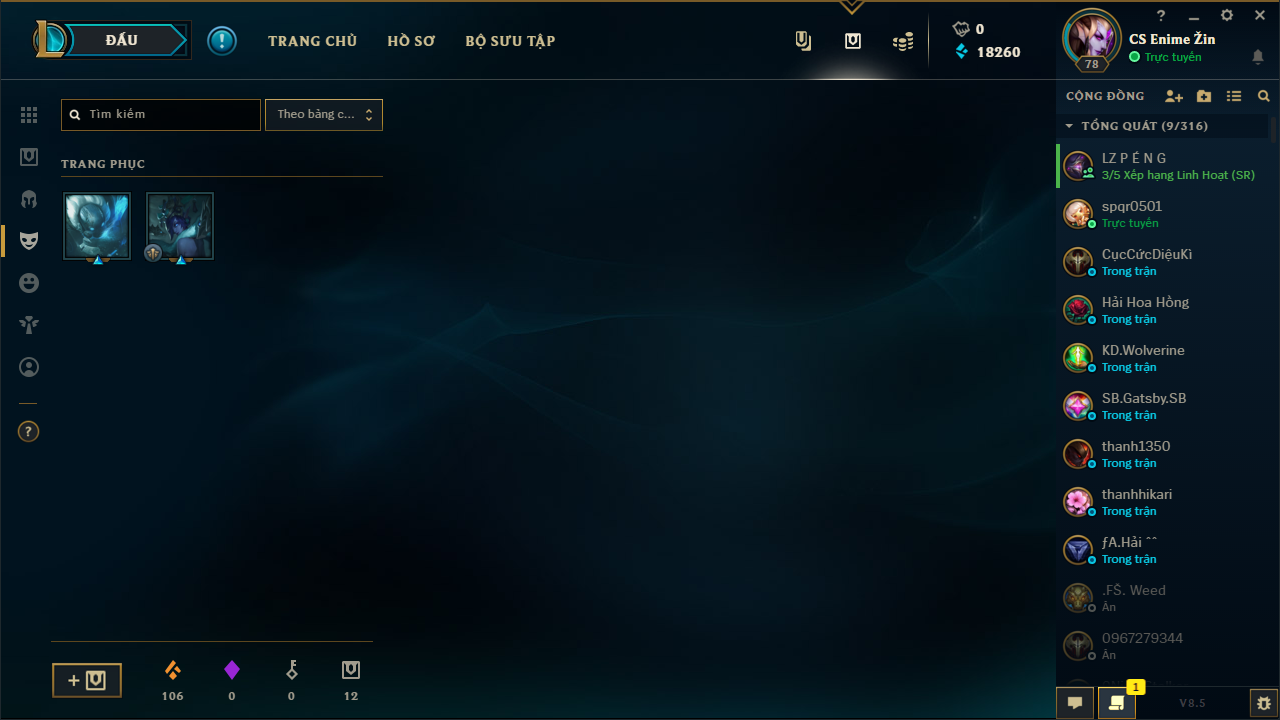 ĐẤU
TRANG CHỦ
HỒ SƠ
BỘ SƯU TẬP
0
18260
78
CS Enime Žin
Trực tuyến
Tìm kiếm
Theo bảng c...
TRANG PHỤC
CỘNG ĐỒNG
TỔNG QUÁT (9/316)
LZ P É N G
3/5 Xếp hạng Linh Hoạt (SR)
spqr0501
Trực tuyến
CụcCứcDiệuKì
Trong trận
Hải Hoa Hồng
Trong trận
KD.Wolverine
Trong trận
SB.Gatsby.SB
Trong trận
thanh1350
Trong trận
thanhhikari
Trong trận
ƒA.Hải ˆˆ
Trong trận
.FŠ. Weed
Ẩn
0967279344
Ẩn
106
0
0
12
1
V8.5